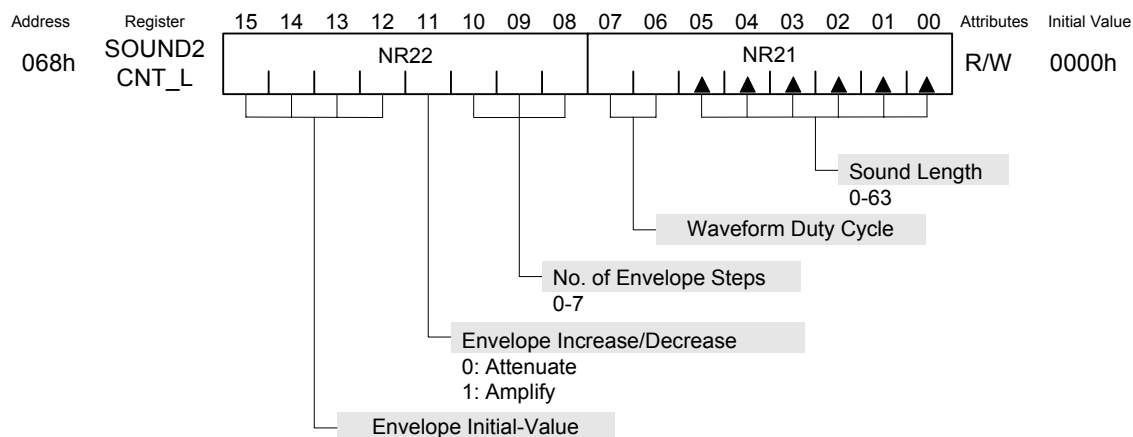 Address Register 15 14 13 12 11 10 09 08 07 06 05 04 03 02 01 00 Attributes Initial Value
068h SOUND2 CNT_L NR22 NR21 R/W 0000h
Sound Length
0-63
Waveform Duty Cycle
No. of Envelope Steps
0-7
Envelope Increase/Decrease
0: Attenuate
1: Amplify
Envelope Initial-Value